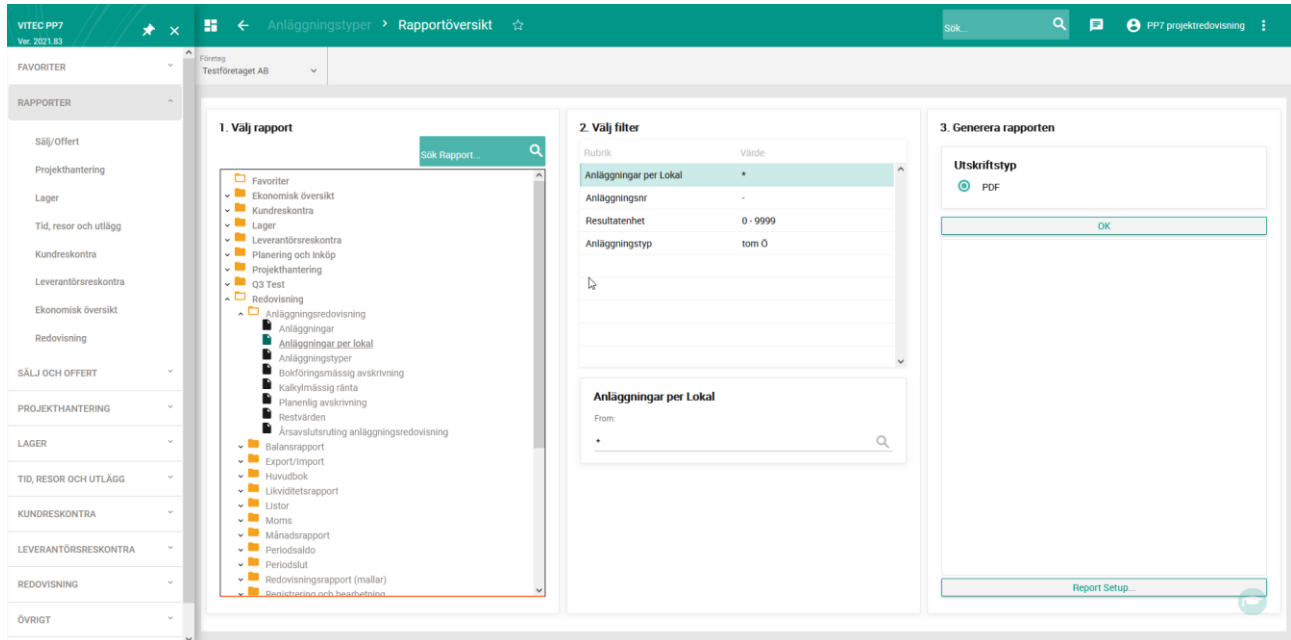 VITEC PP7
Ver. 2021.83
Anläggningstyper > Rapportöversikt
Sök...
PP7 projektredovisning
FAVORITER
RAPPORTER
Sälj/Offert
Projekthantering
Lager
Tid, resor och utlägg
Kundreskontra
Leverantörsreskontra
Ekonomisk översikt
Redovisning
SÄLJ OCH OFFERT
PROJEKTHANTERING
LAGER
TID, RESOR OCH UTLÄGG
KUNDRESKONTRA
LEVERANTÖRSRESKONTRA
REDOVISNING
ÖVRIGT
Företag
Testföretaget AB
1. Välj rapport
Sök Rapport...
Favoriter
Ekonomisk översikt
Kundreskontra
Lager
Leverantörsreskontra
Planering och Inköp
Projekthantering
Q3 Test
Redovisning
Anläggningsredovisning
Anläggningar
Anläggningar per lokal
Anläggningstyper
Bokföringsmässig avskrivning
Kalkylmässig ränta
Planenlig avskrivning
Restvärden
Årsavslutsruting anläggningsredovisning
Balansrapport
Export/Import
Huvudbok
Likviditetsrapport
Listor
Moms
Månadsrapport
Periodsaldo
Periodslut
Redovisningsrapport (mallar)
Registrering och bearbetning
2. Välj filter
Rubrik Värde
Anläggningar per Lokal *
Anläggningsnr -
Resultatenhet 0 - 9999
Anläggningstyp tom Ö
Anläggningar per Lokal
From:
*
3. Generera rapporten
Utskriftstyp
PDF
OK
Report Setup...